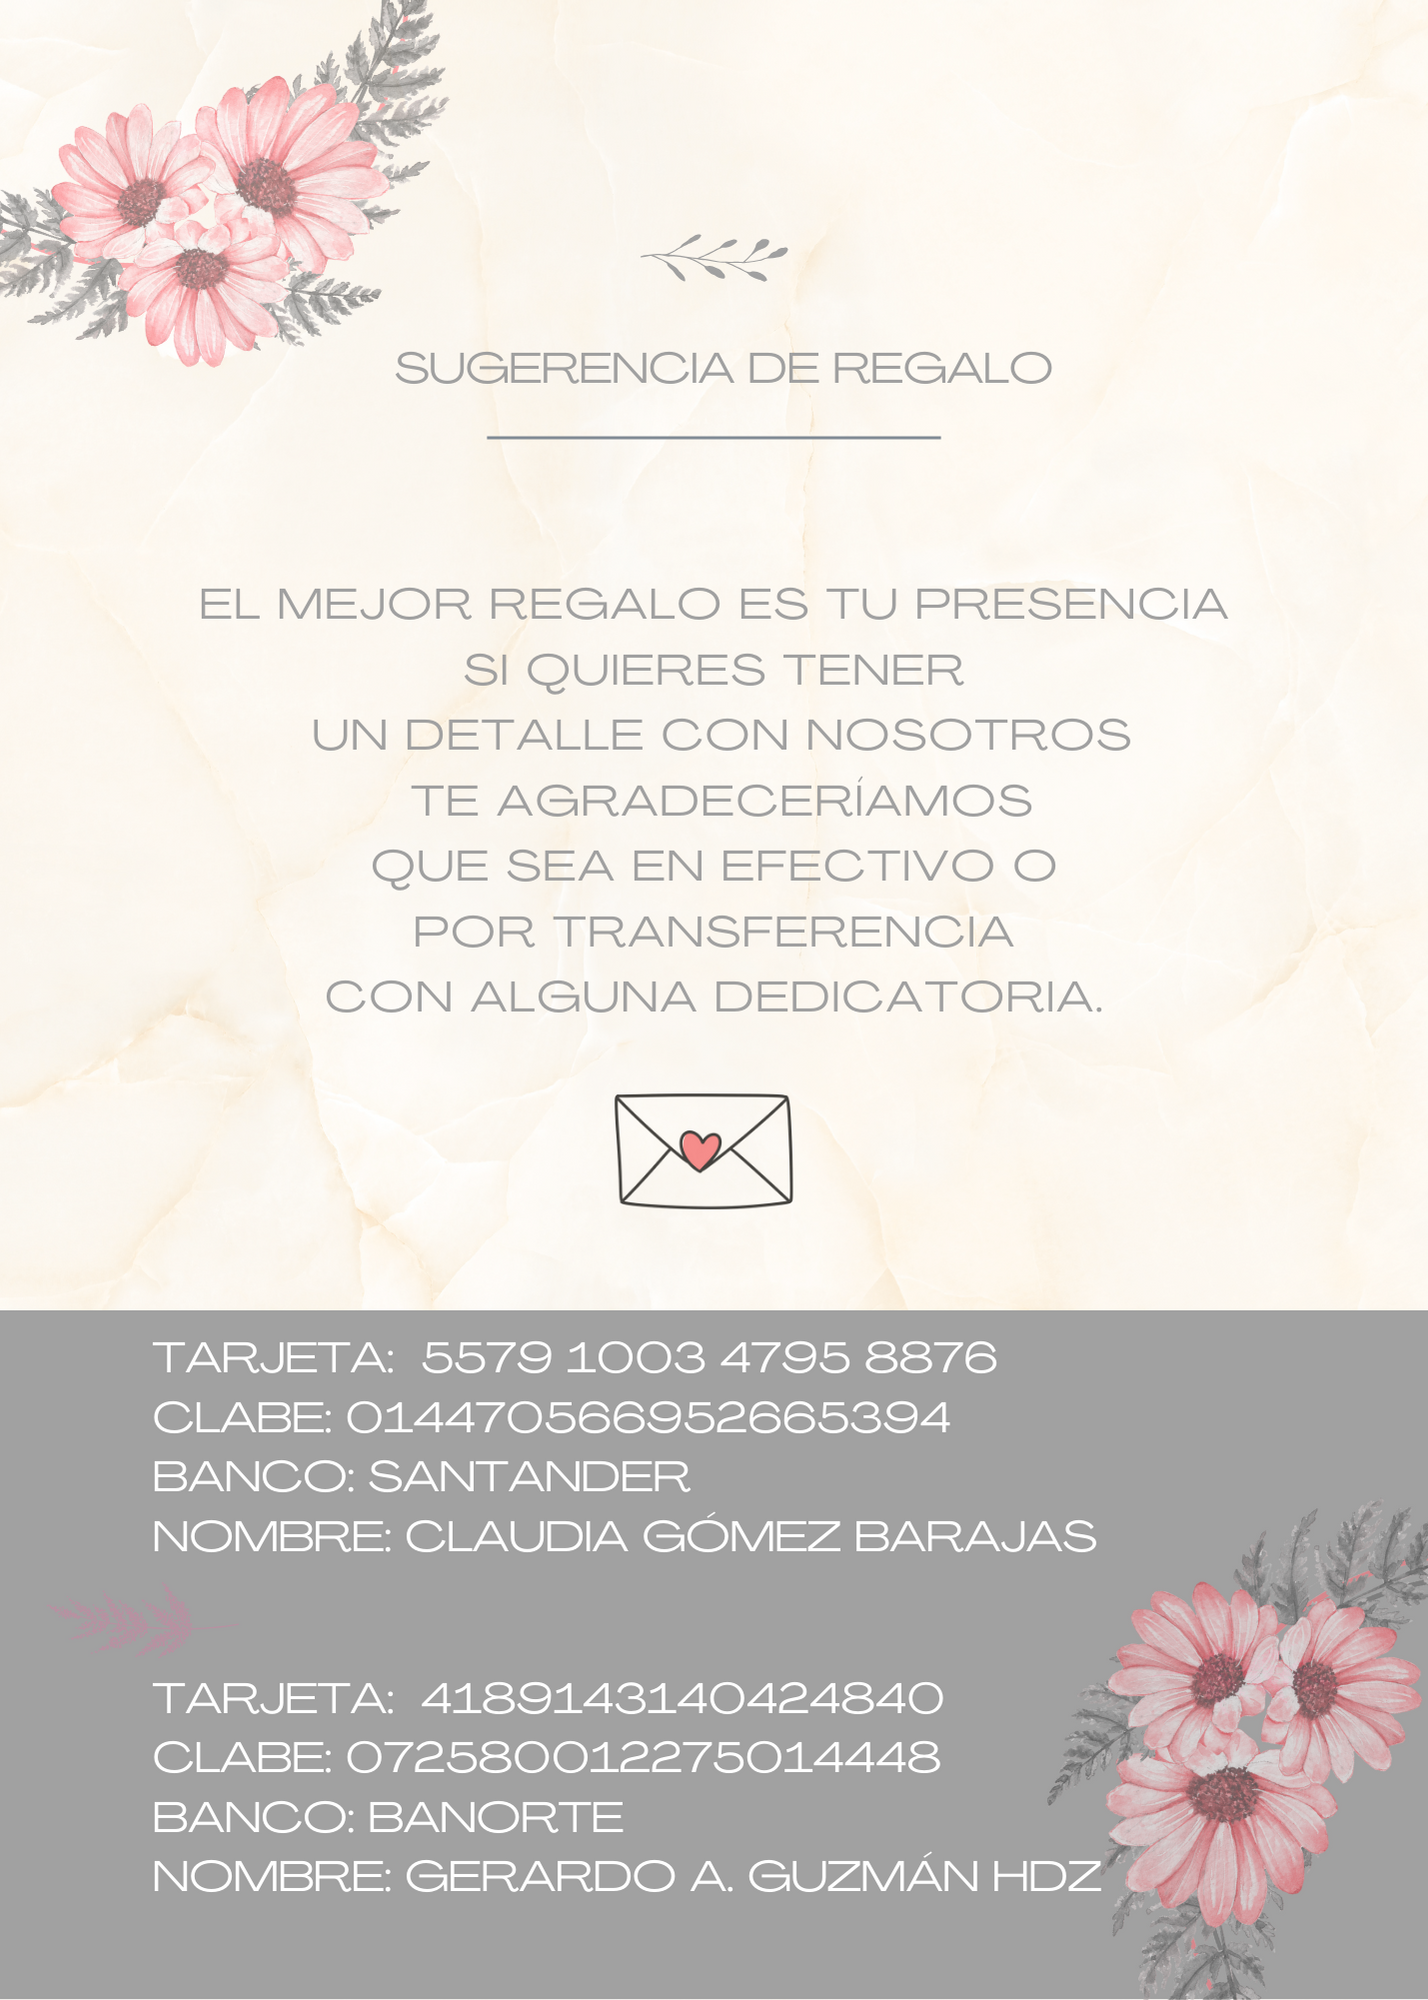 SUGERENCIA DE REGALO
EL MEJOR REGALO ES TU PRESENCIA
SI QUIERES TENER
UN DETALLE CON NOSOTROS
TE AGRADECERÍAMOS
QUE SEA EN EFECTIVO O
POR TRANSFERENCIA
CON ALGUNA DEDICATORIA.
TARJETA: 5579 1003 4795 8876
CLABE: 014470566952665394
BANCO: SANTANDER
NOMBRE: CLAUDIA GÓMEZ BARAJAS
TARJETA: 4189143140424840
CLABE: 072580012275014448
BANCO: BANORTE
NOMBRE: GERARDO A. GUZMÁN HDZ